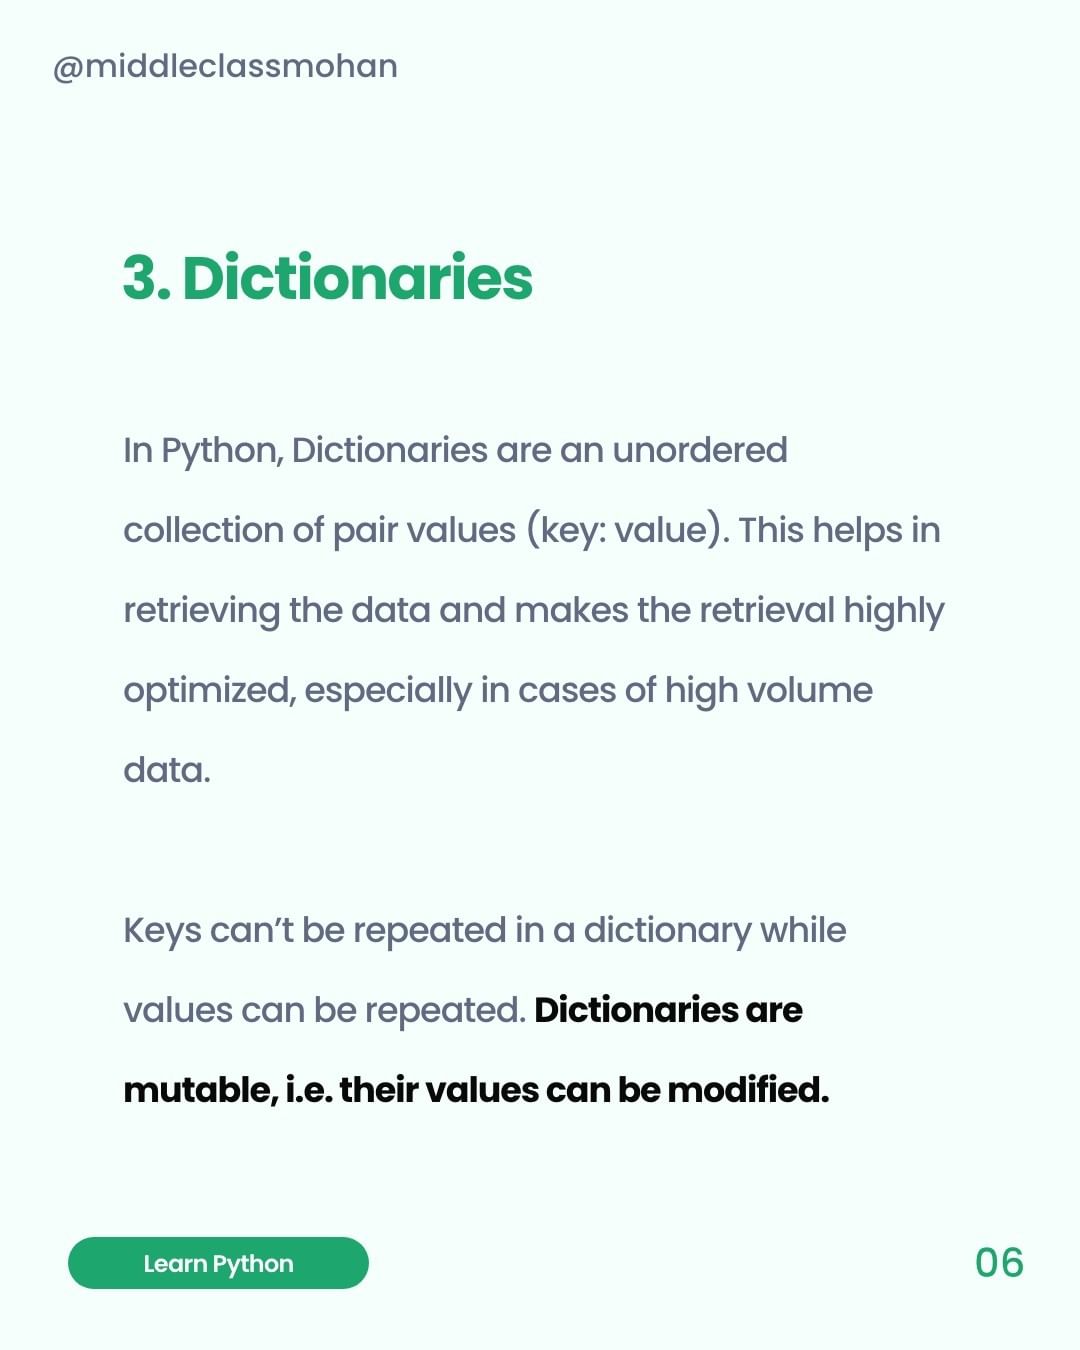 @middleclassmohan
3. Dictionaries
In Python, Dictionaries are an unordered
collection of pair values (key: value). This helps in
retrieving the data and makes the retrieval highly
optimized, especially in cases of high volume
data.
Keys can’t be repeated in a dictionary while
values can be repeated. Dictionaries are
mutable, i.e. their values can be modified.
Learn Python
06